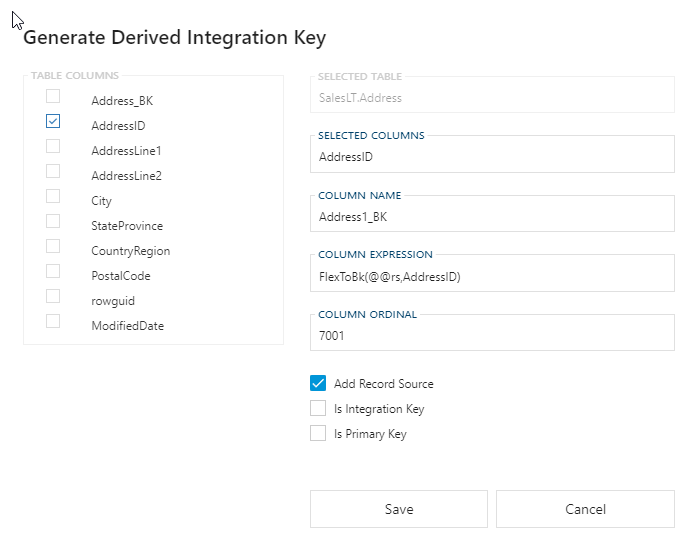 Generate Derived Integration Key
TABLE COLUMNS
Address_BK
AddressID
AddressLine1
AddressLine2
City
StateProvince
CountryRegion
PostalCode
rowguid
ModifiedDate
SELECTED TABLE
SalesLT.Address
SELECTED COLUMNS
AddressID
COLUMN NAME
Address1_BK
COLUMN EXPRESSION
FlexToBk(@@rs,AddressID)
COLUMN ORDINAL
7001
Add Record Source
Is Integration Key
Is Primary Key
Save
Cancel